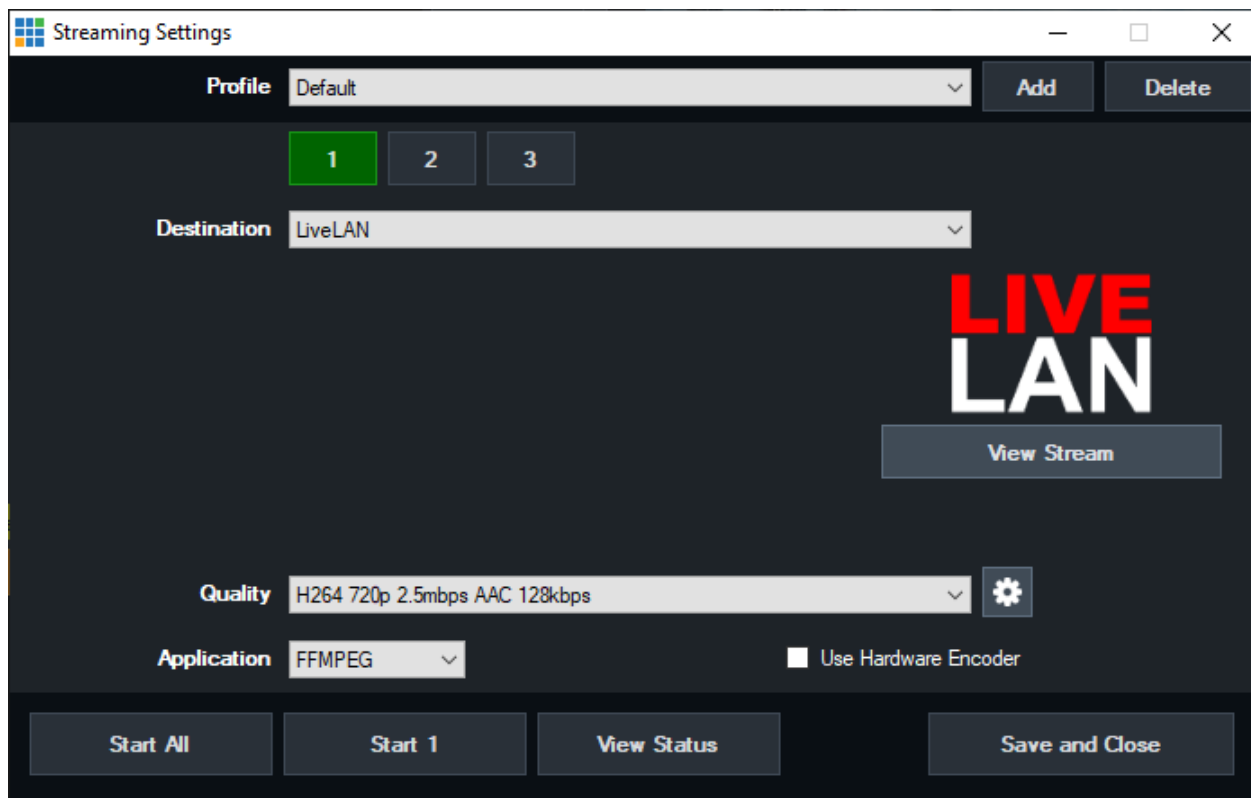 Streaming Settings
Profile Default Add Delete
1 2 3
Destination LiveLAN
LIVE
LAN
View Stream
Quality H264 720p 2.5mbps AAC 128kbps
Application FFMPEG Use Hardware Encoder
Start All Start 1 View Status Save and Close